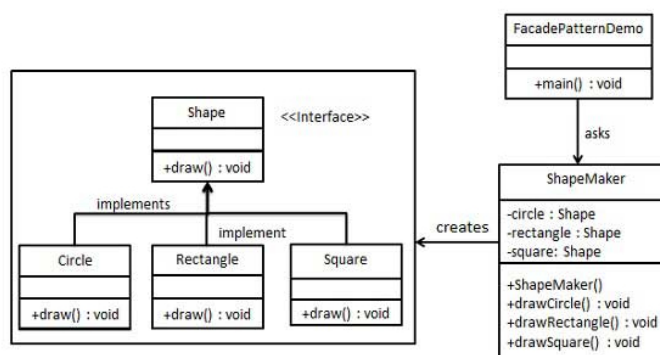 FacadePatternDemo
+main() : void
asks
Shape
<<Interface>>
+draw() : void
implements
implement
Circle
+draw() : void
Rectangle
+draw() : void
Square
+draw() : void
creates
ShapeMaker
-circle : Shape
-rectangle : Shape
-square: Shape
+ShapeMaker()
+drawCircle() : void
+drawRectangle() : void
+drawSquare() : void